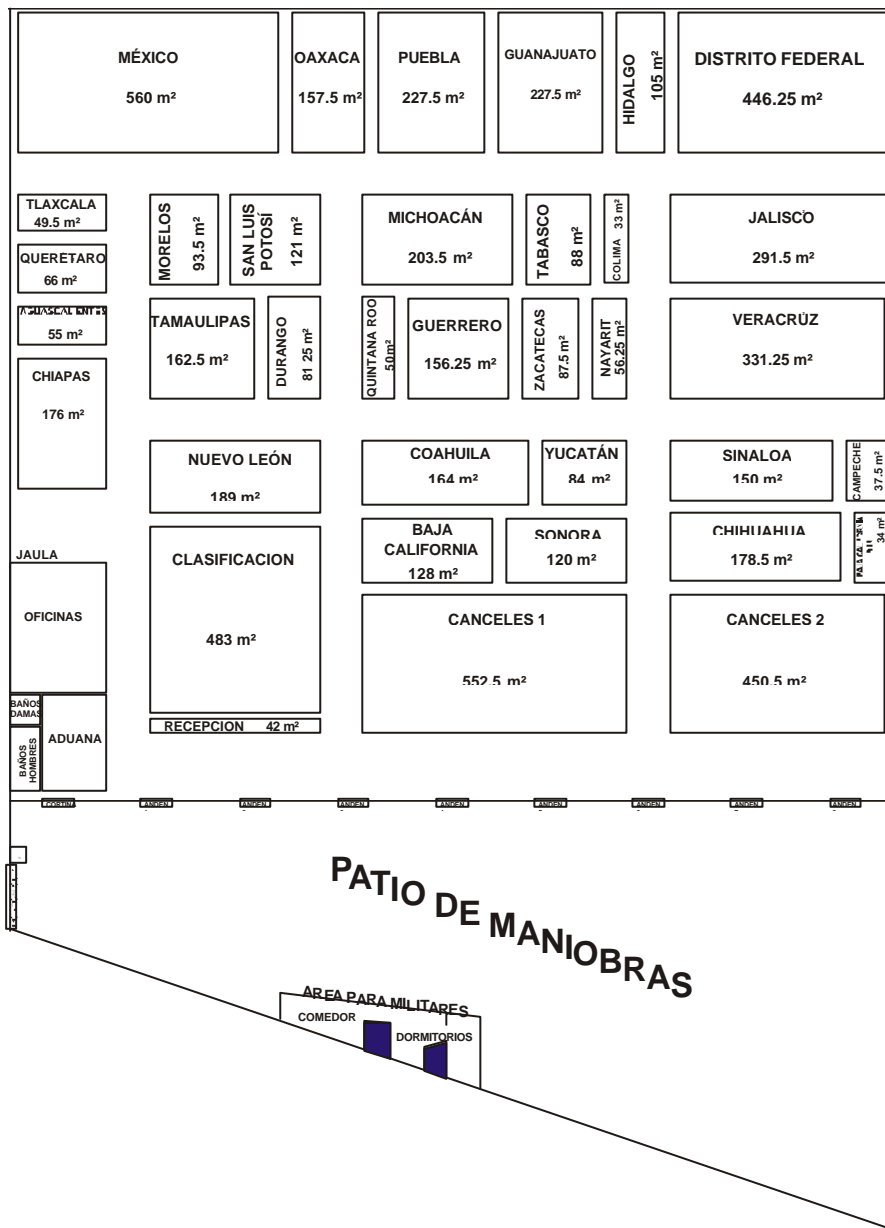 MÉXICO
560 m²
OAXACA
157.5 m²
PUEBLA
227.5 m²
GUANAJUATO
227.5 m²
HIDALGO
105 m²
DISTRITO FEDERAL
446.25 m²
TLAXCALA
49.5 m²
QUERETARO
66 m²
55 m²
CHIAPAS
176 m²
MORELOS
93.5 m²
SAN LUIS
POTOSÍ
121 m²
MICHOACÁN
203.5 m²
TABASCO
88 m²
COLIMA 33 m²
JALISCO
291.5 m²
TAMAULIPAS
162.5 m²
DURANGO
81 25 m²
QUINTANA ROO
50 m²
GUERRERO
156.25 m²
ZACATECAS
87.5 m²
NAYARIT
56.25 m²
VERACRÚZ
331.25 m²
NUEVO LEÓN
189 m²
COAHUILA
164 m²
YUCATÁN
84 m²
SINALOA
150 m²
CAMPECHE
37.5 m²
CLASIFICACION
483 m²
BAJA
CALIFORNIA
128 m²
SONORA
120 m²
CHIHUAHUA
178.5 m²
34 m²
JAULA
OFICINAS
CANCELES 1
552.5 m²
CANCELES 2
450.5 m²
BAÑOS
DAMAS
BAÑOS
HOMBRES
ADUANA
RECEPCION 42 m²
CORTINA
ANDEN
ANDEN
ANDEN
ANDEN
ANDEN
ANDEN
ANDEN
ANDEN
PATIO DE MANIOBRAS
AREA PARA MILITARES
COMEDOR
DORMITORIOS